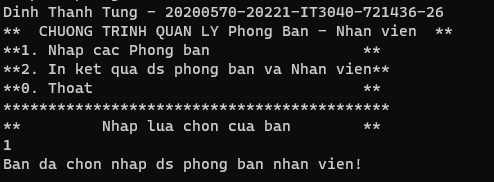 Dinh Thanh Tung - 20200570-20221-IT3040-721436-26
**  CHUONG TRINH QUAN LY Phong Ban - Nhan vien  **
**1. Nhap cac Phong ban                 **
**2. In ket qua ds phong ban va Nhan vien**
**0. Thoat                              **
*******************************************
**         Nhap lua chon cua ban        **
1
Ban da chon nhap ds phong ban nhan vien!